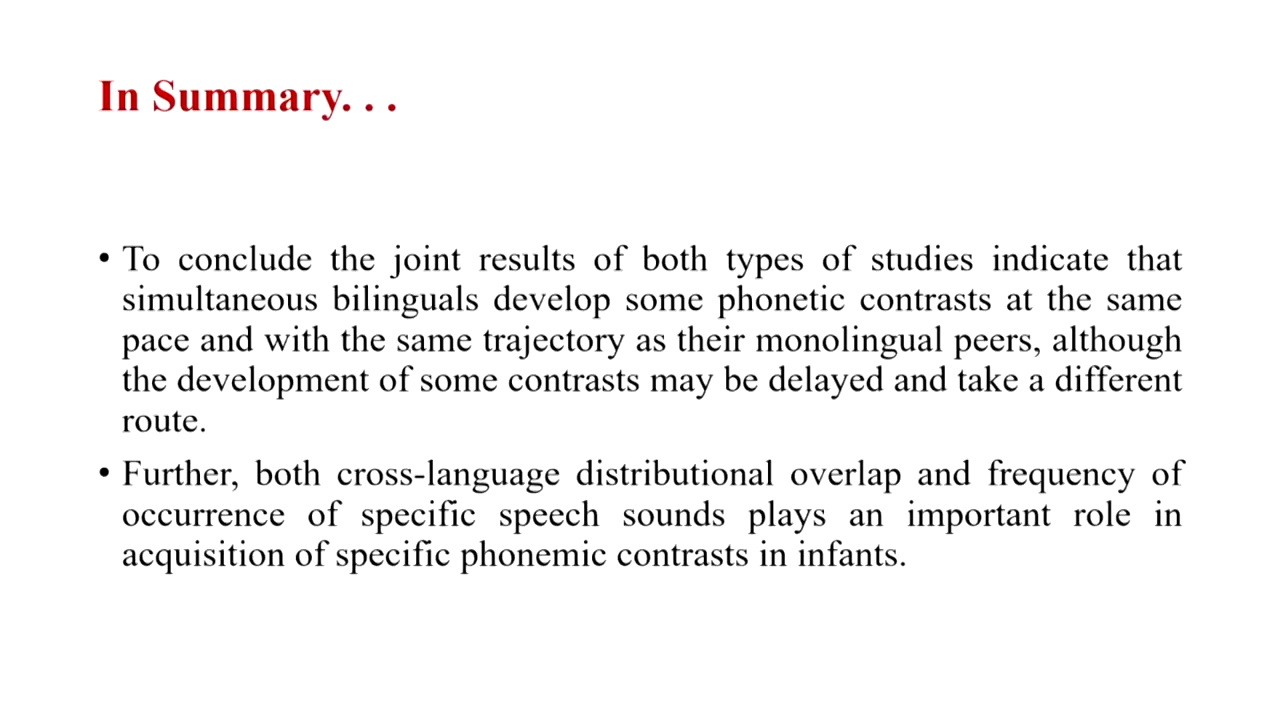 In Summary. . .
• To conclude the joint results of both types of studies indicate that
simultaneous bilinguals develop some phonetic contrasts at the same
pace and with the same trajectory as their monolingual peers, although
the development of some contrasts may be delayed and take a different
route.
• Further, both cross-language distributional overlap and frequency of
occurrence of specific speech sounds plays an important role in
acquisition of specific phonemic contrasts in infants.